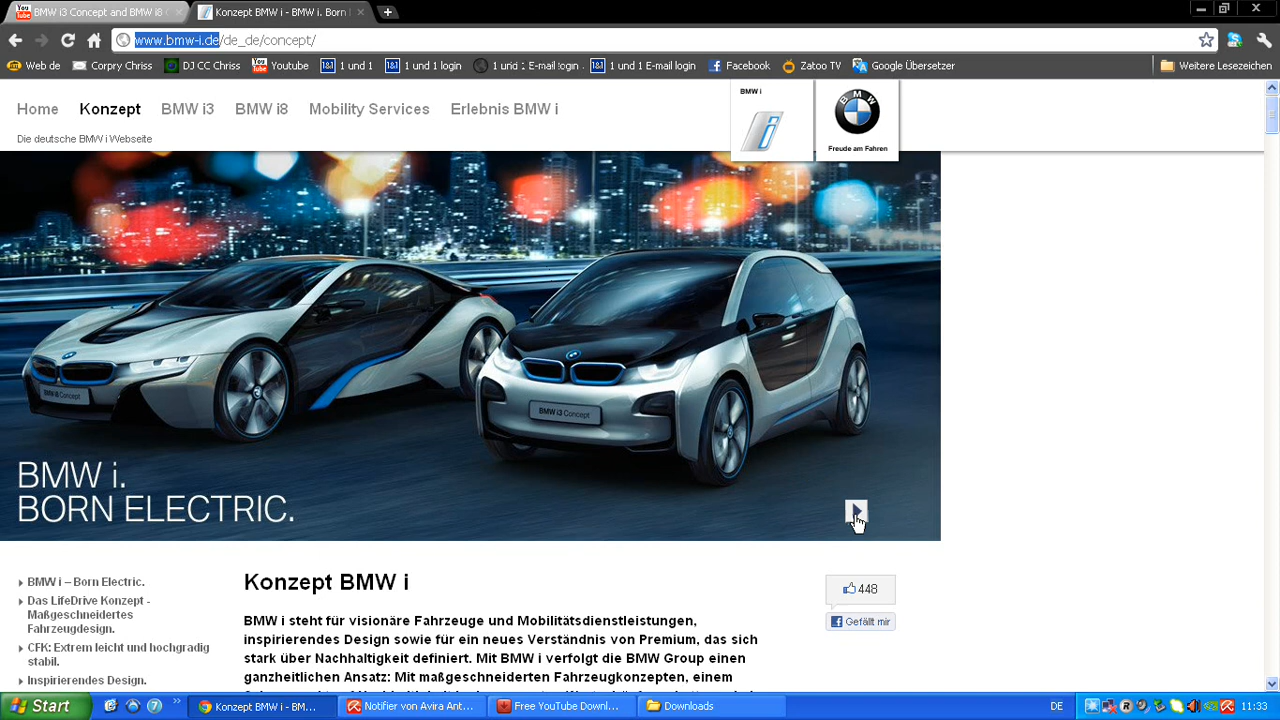 BMW i3 Concept and BMW i8 C
Konzept BMW i - BMW i. Born I
www.bmw-i.de/de_de/concept/
Web de
Corpry Chriss
DJ CC Chriss
Youtube
1 und 1
1 und 1 login
1 und 1 E-Mail login
Facebook
Zatoo TV
Google Übersetzer
Weitere Lesezeichen
Home
Konzept
BMW i3
BMW i8
Mobility Services
Erlebnis BMW i
Die deutsche BMW i Webseite
BMW i
BMW
Freude am Fahren
BMW i8 Concept
BMW i3 Concept
BMW i.
BORN ELECTRIC.
BMW i – Born Electric.
Das LifeDrive Konzept -
Maßgeschneidertes
Fahrzeugdesign.
CFK: Extrem leicht und hochgradig
stabil.
Inspirierendes Design.
Konzept BMW i
BMW i steht für visionäre Fahrzeuge und Mobilitätsdienstleistungen,
inspirierendes Design sowie für ein neues Verständnis von Premium, das sich
stark über Nachhaltigkeit definiert. Mit BMW i verfolgt die BMW Group einen
ganzheitlichen Ansatz: Mit maßgeschneiderten Fahrzeugkonzepten, einem
448
Gefällt mir
Start
Konzept BMW i - BM...
Notifier von Avira Ant...
Free YouTube Downl...
Downloads
DE
11:33